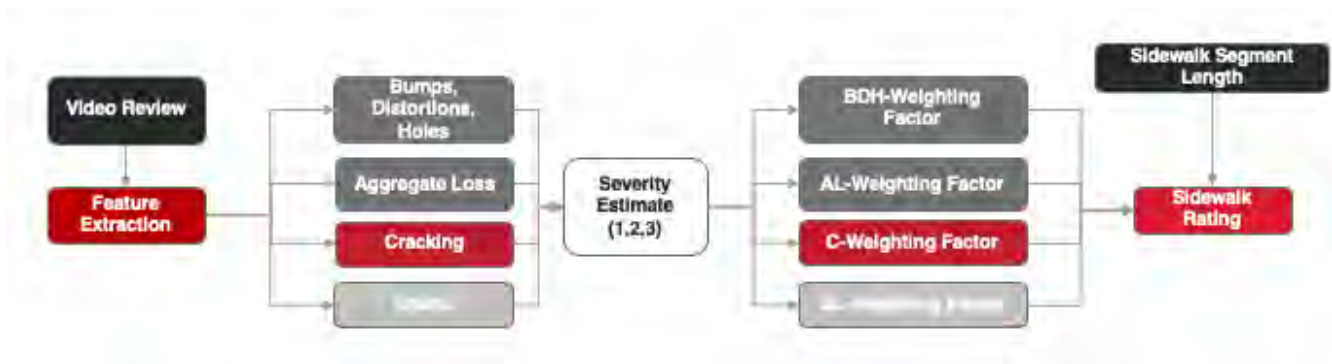 Video Review
Feature
Extraction
Bumps,
Distortions,
Holes
Aggregate Loss
Cracking
Severity
Estimate
(1,2,3)
BDH-Weighting
Factor
AL-Weighting Factor
C-Weighting Factor
Sidewalk Segment
Length
Sidewalk
Rating